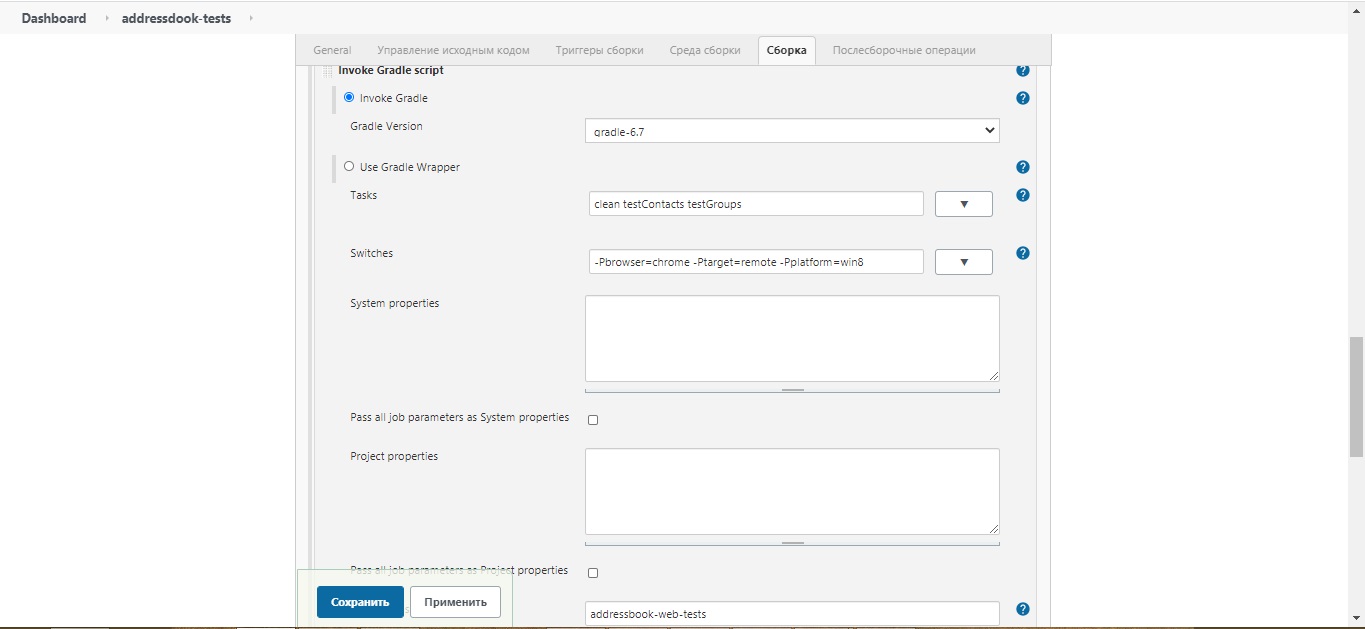 Dashboard
addressdook-tests
General
Управление исходным кодом
Триггеры сборки
Среда сборки
Сборка
Послесборочные операции
Invoke Gradle script
Invoke Gradle
Gradle Version
gradle-6.7
Use Gradle Wrapper
Tasks
clean testContacts testGroups
Switches
-Pbrowser=chrome -Ptarget=remote -Pplatform=win8
System properties
Pass all job parameters as System properties
Project properties
Pass all job parameters as Project properties
Сохранить
Применить
addressbook-web-tests